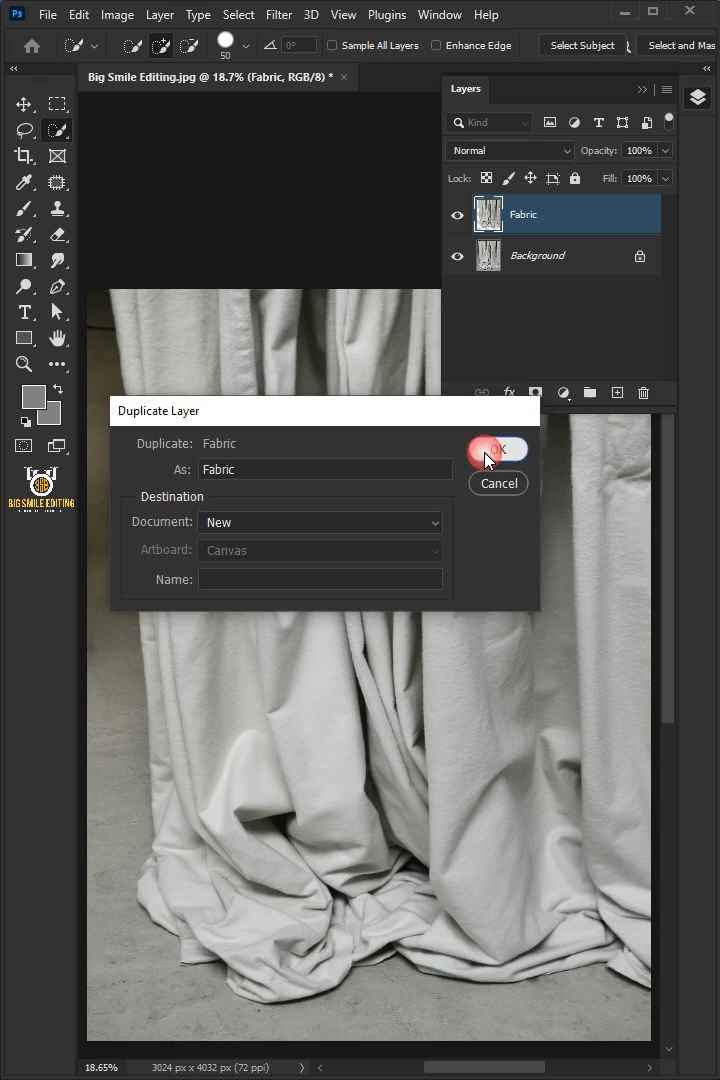 Ps File Edit Image Layer Type Select Filter 3D View Plugins Window Help
50 0° Sample All Layers Enhance Edge Select Subject Select and Mas
Big Smile Editing.jpg @ 18.7% (Fabric, RGB/8) * ×
Layers
Kind
Normal Opacity: 100%
Lock: Fill: 100%
Fabric
Background
fx
Duplicate Layer
Duplicate: Fabric
As: Fabric
OK
Cancel
Destination
Document: New
Artboard: Canvas
Name:
BIG SMILE EDITING
18.65% 3024 px x 4032 px (72 ppi)